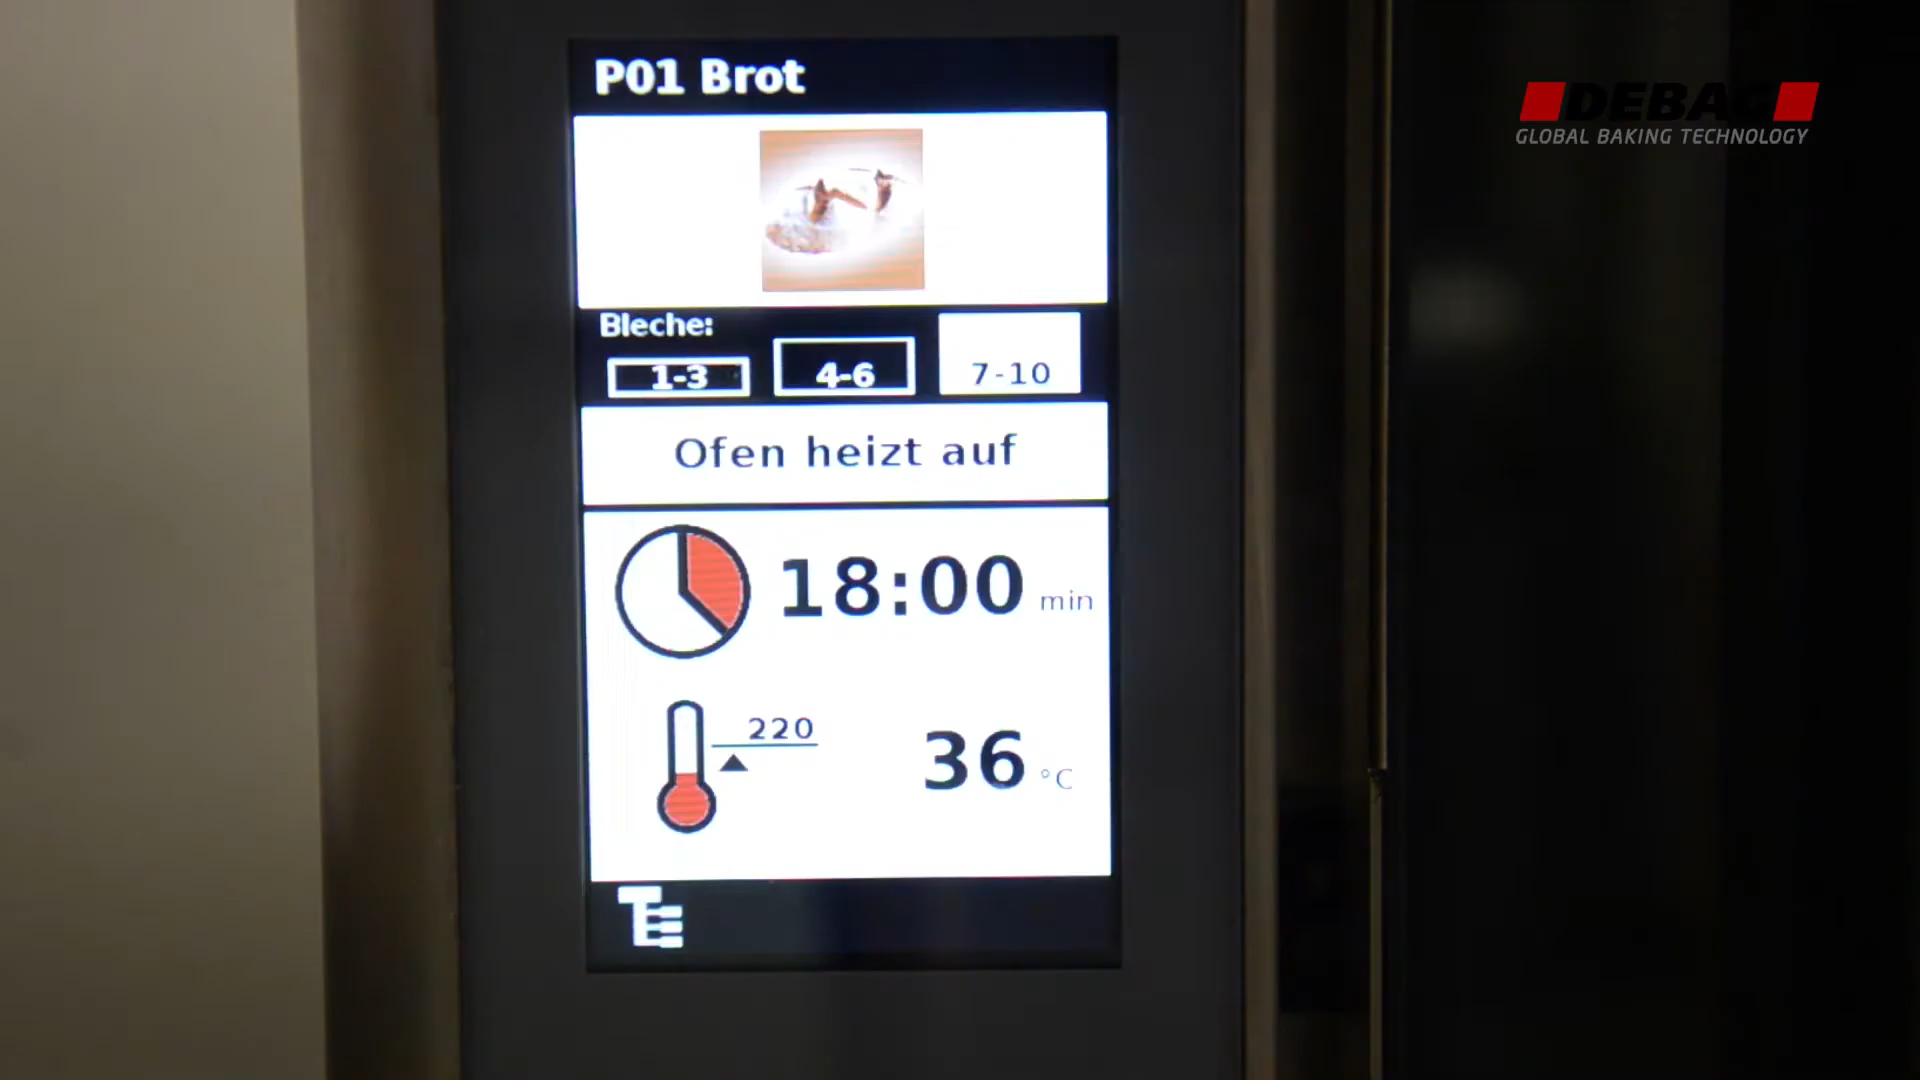 P01 Brot
DEBAG
GLOBAL BAKING TECHNOLOGY
Bleche:
1-3
4-6
7-10
Ofen heizt auf
18:00 min
220
36 °C